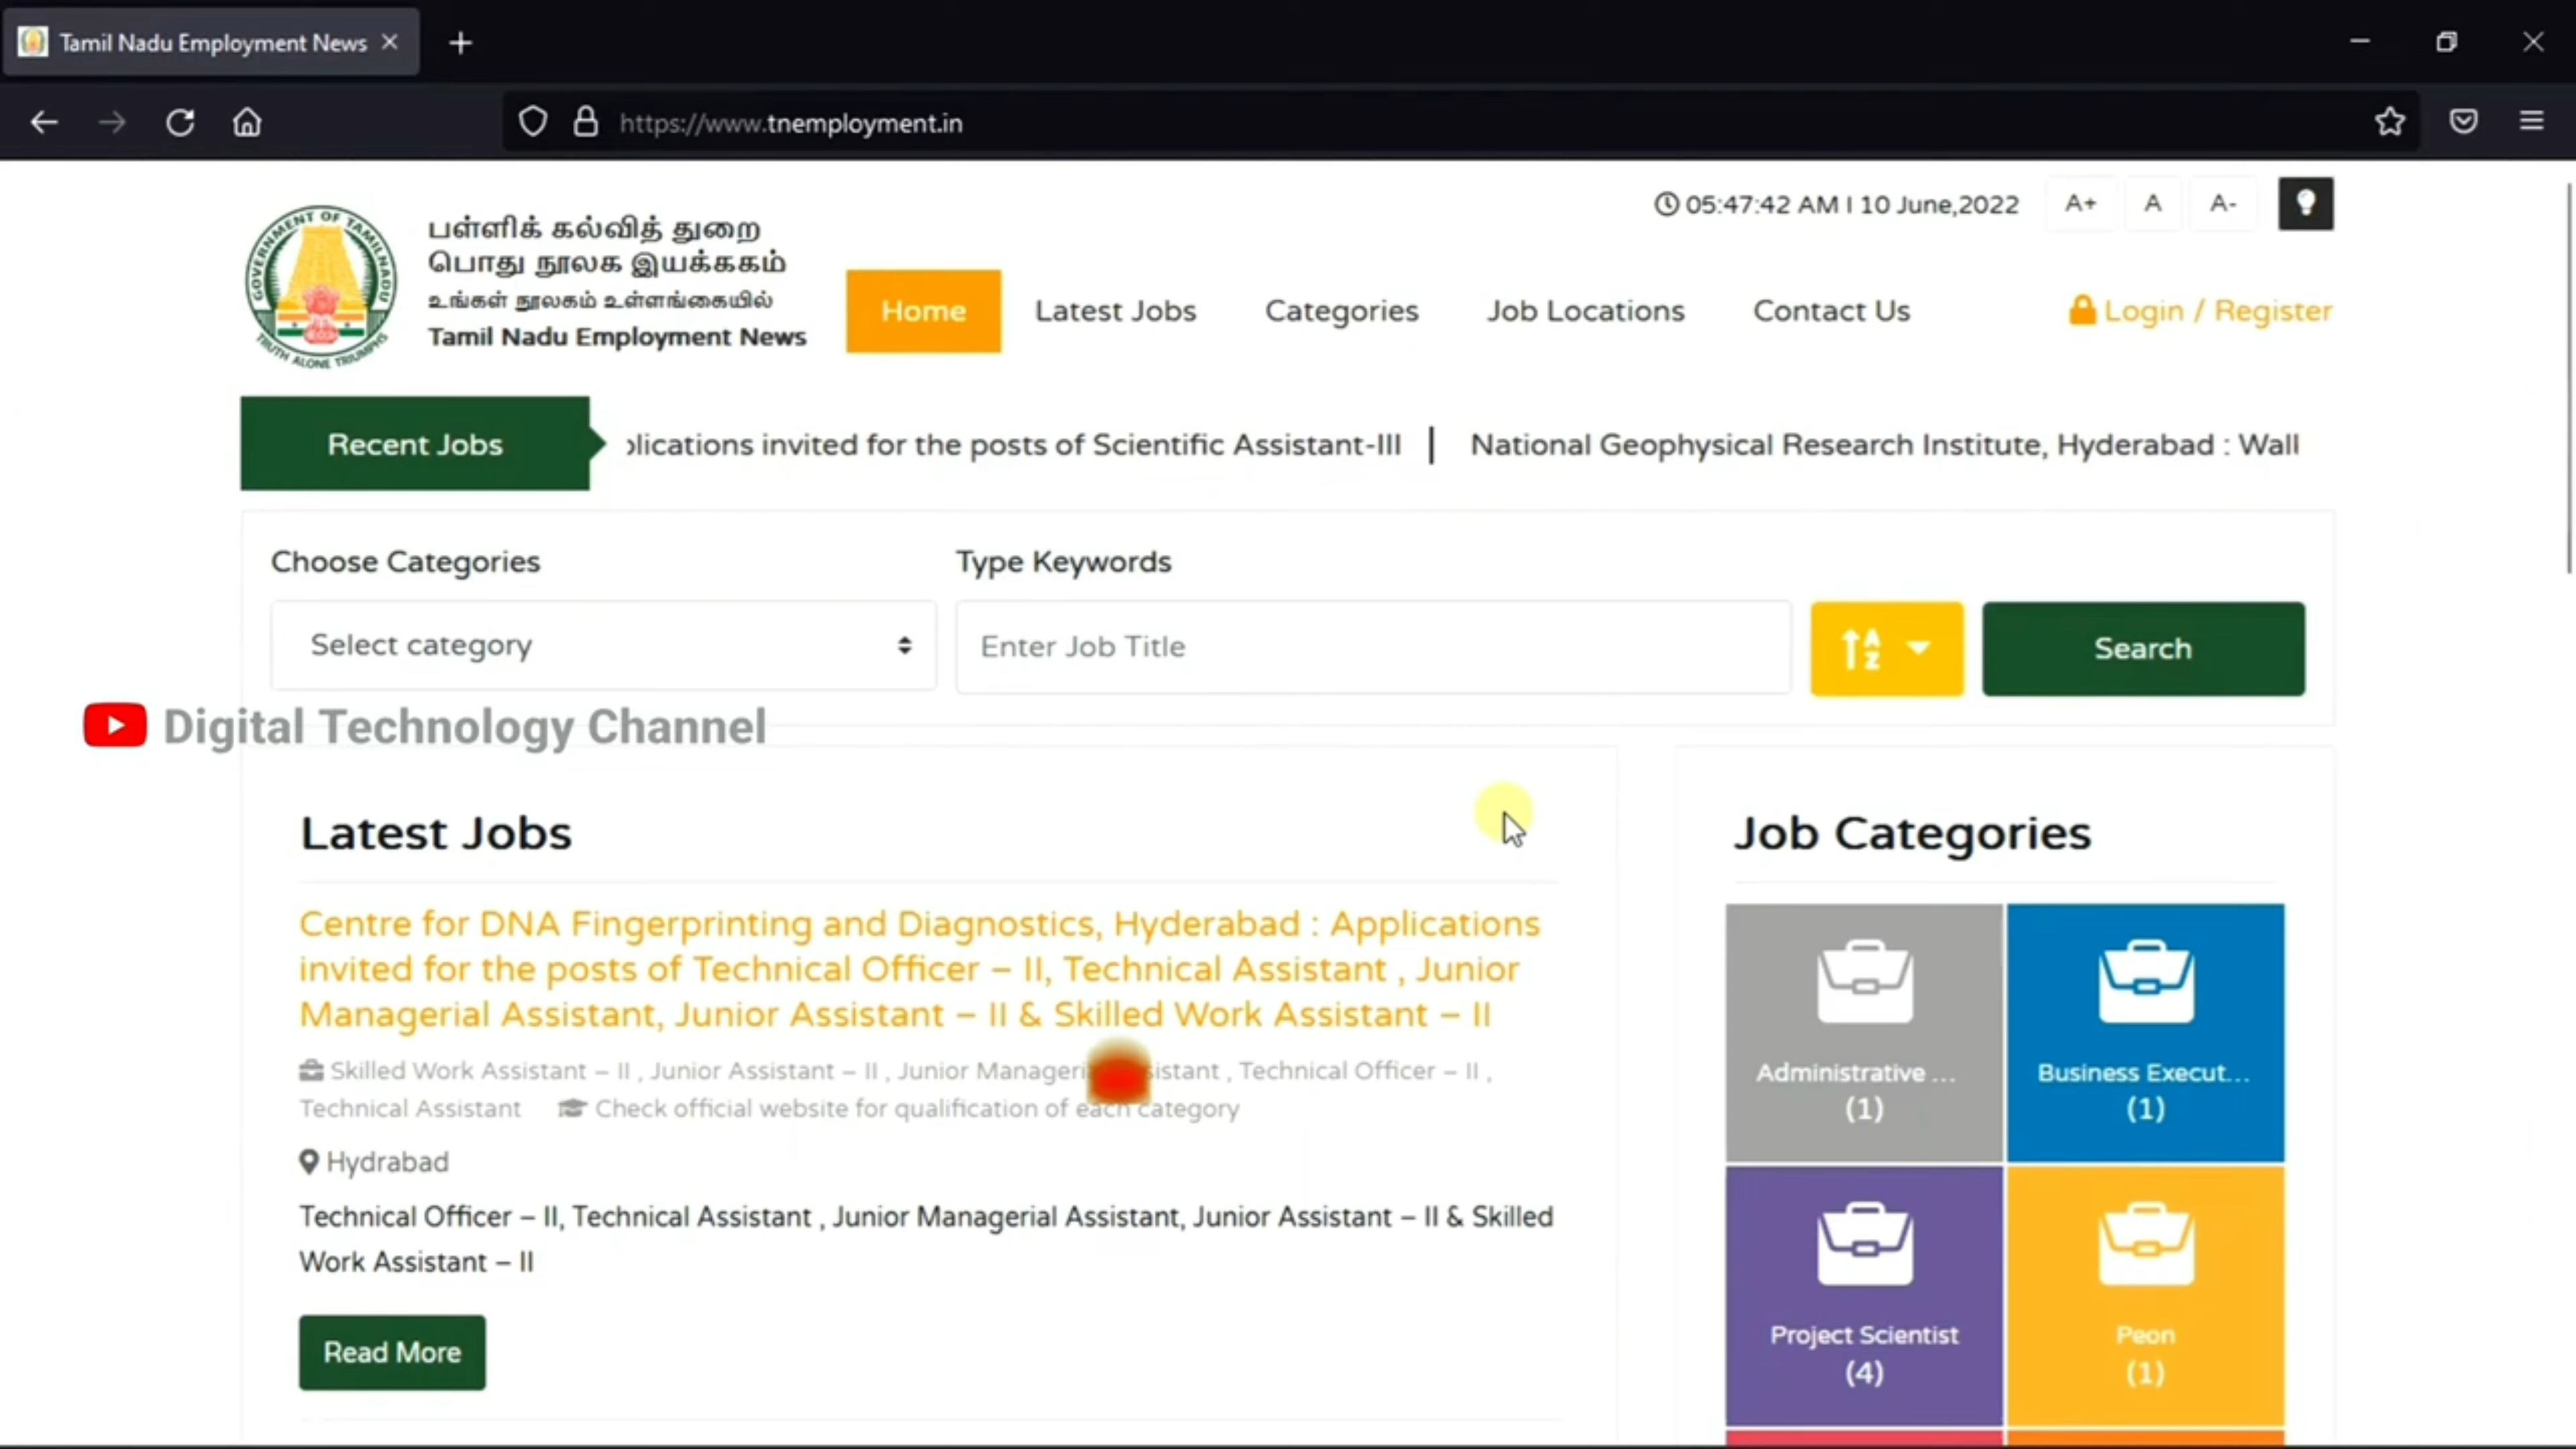 Tamil Nadu Employment News
https://www.tnemployment.in
05:47:42 AM I 10 June,2022
A+ A A-
GOVERNMENT OF TAMILNADU
TRUTH ALONE TRIUMPHS
பள்ளிக் கல்வித் துறை
பொது நூலக இயக்ககம்
உங்கள் நூலகம் உள்ளங்கையில்
Tamil Nadu Employment News
Home Latest Jobs Categories Job Locations Contact Us Login / Register
Recent Jobs
plications invited for the posts of Scientific Assistant-III | National Geophysical Research Institute, Hyderabad : Wall
Choose Categories
Type Keywords
Select category
Enter Job Title
A
Z
Search
Digital Technology Channel
Latest Jobs
Centre for DNA Fingerprinting and Diagnostics, Hyderabad : Applications
invited for the posts of Technical Officer – II, Technical Assistant , Junior
Managerial Assistant, Junior Assistant – II & Skilled Work Assistant – II
Skilled Work Assistant – II , Junior Assistant – II , Junior , Technical Officer – II ,
Technical Assistant Check official website for qualification of each category
Hydrabad
Technical Officer – II, Technical Assistant , Junior Managerial Assistant, Junior Assistant – II & Skilled
Work Assistant – II
Read More
Job Categories
Administrative ...
(1)
Business Execut...
(1)
Project Scientist
(4)
Peon
(1)